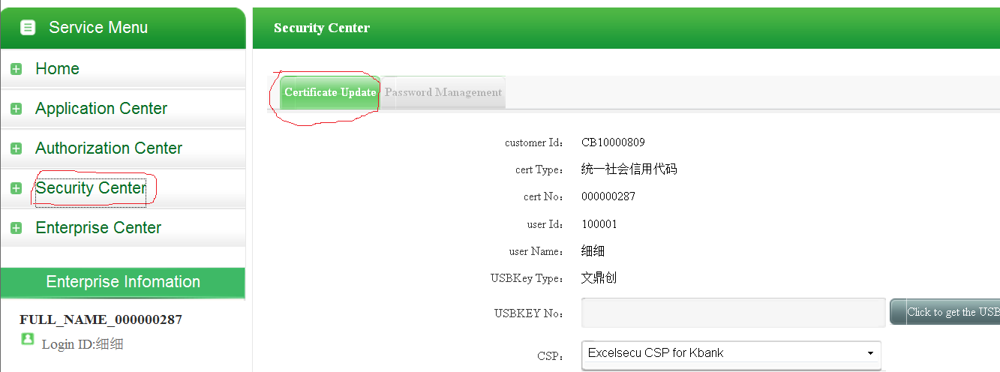 Service Menu
Home
Application Center
Authorization Center
Security Center
Enterprise Center
Enterprise Infomation
FULL_NAME_000000287
Login ID:细细
Security Center
Certificate Update
Password Management
customer Id： CB10000809
cert Type： 统一社会信用代码
cert No： 000000287
user Id： 100001
user Name： 细细
USBKey Type： 文鼎创
USBKEY No： Click to get the USB
CSP： Excelsecu CSP for Kbank